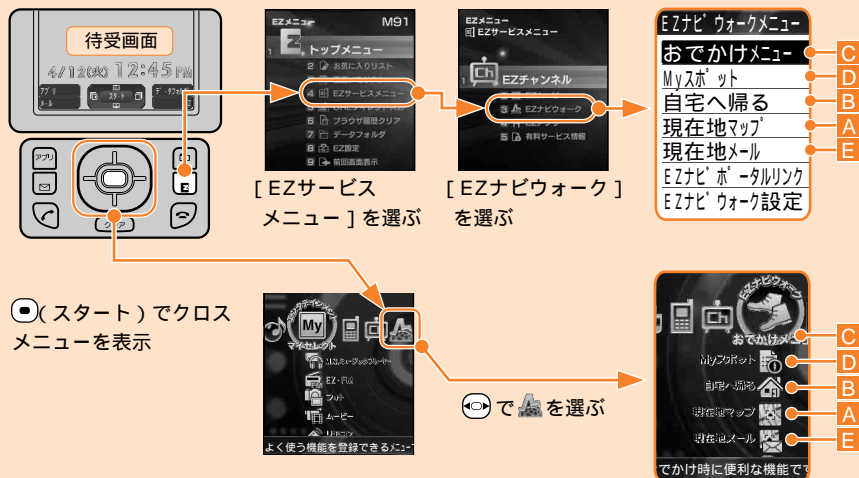 待受画面
4/12(火) 12:45 PM
アプリ
メール
スタート
データフォルダ
アプリ
クリア
EZメニュー M91
1 トップメニュー
2 お気に入りリスト
4 EZサービスメニュー
6 ブラウザ履歴クリア
7 データフォルダ
8 EZ設定
9 前回画面表示
[EZサービス
メニュー]を選ぶ
EZメニュー
EZサービスメニュー
1 Ch EZチャンネル
3 EZナビウォーク
5 有料サービス情報
[EZナビウォーク]
を選ぶ
EZナビウォークメニュー
おでかけメニュー C
Myスポット D
自宅へ帰る B
現在地マップ A
現在地メール E
EZナビポータルリンク
EZナビウォーク設定
(スタート)でクロス
メニューを表示
My
Ch
マイセレクト
EZ・FM
フォト
ムービー
よく使う機能を登録できるメニュー
でを選ぶ
EZナビウォーク
Ch
おでかけメニュ C
Myスポット D
自宅へ帰る B
現在地マップ A
現在地メール E
でかけ時に便利な機能です